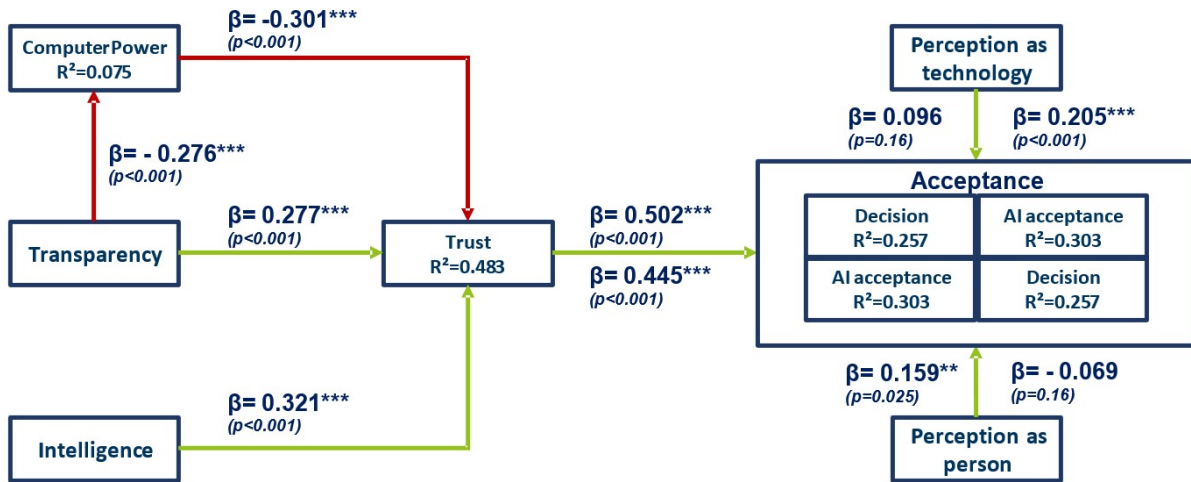 β= -0.301***
(p<0.001)
ComputerPower
R²=0.075
Perception as
technology
β= 0.096
(p=0.16)
β= 0.205***
(p<0.001)
β= - 0.276***
(p<0.001)
Acceptance
Decision
R²=0.257
AI acceptance
R²=0.303
AI acceptance
R²=0.303
Decision
R²=0.257
Transparency
β= 0.277***
(p<0.001)
Trust
R²=0.483
β= 0.502***
(p<0.001)
β= 0.445***
(p<0.001)
β= 0.159**
(p=0.025)
β= - 0.069
(p=0.16)
β= 0.321***
(p<0.001)
Intelligence
Perception as
person